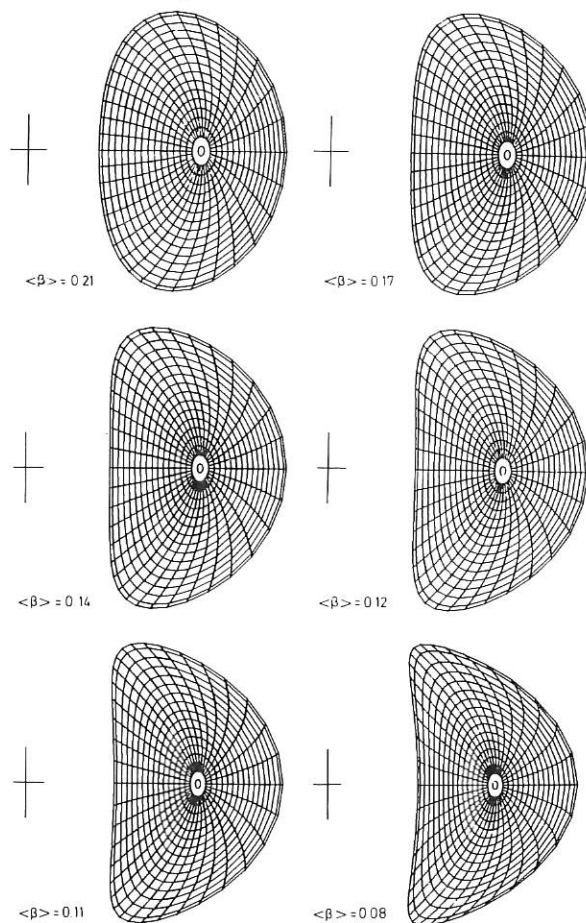 <β> = 0.21
<β> = 0.17
<β> = 0.14
<β> = 0.12
<β> = 0.11
<β> = 0.08